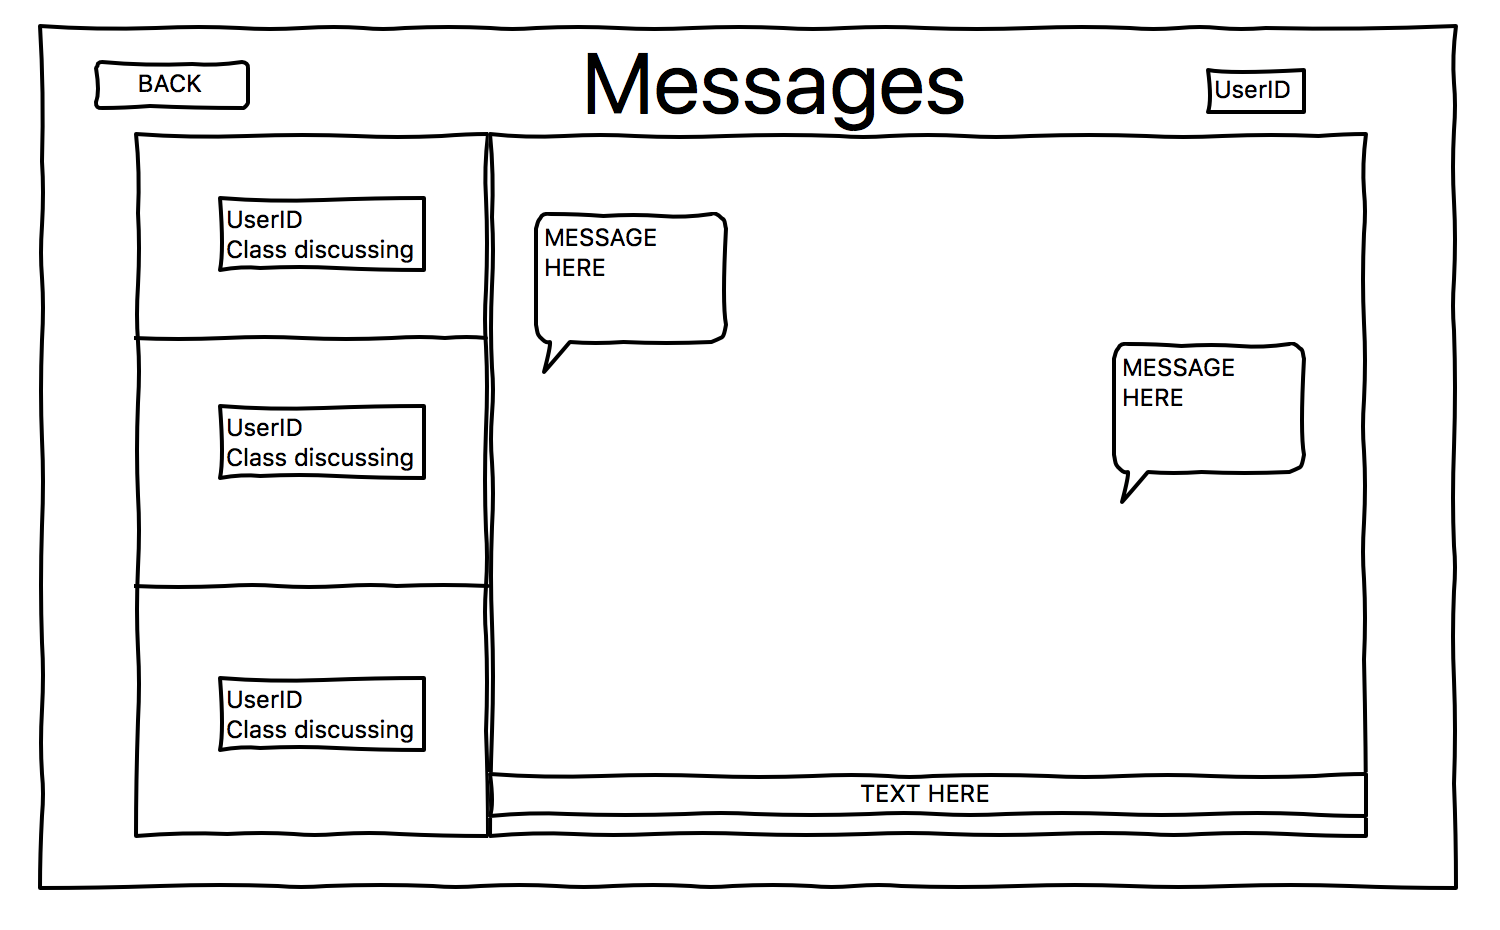 BACK
Messages
UserID
UserID
Class discussing
UserID
Class discussing
UserID
Class discussing
MESSAGE
HERE
MESSAGE
HERE
TEXT HERE